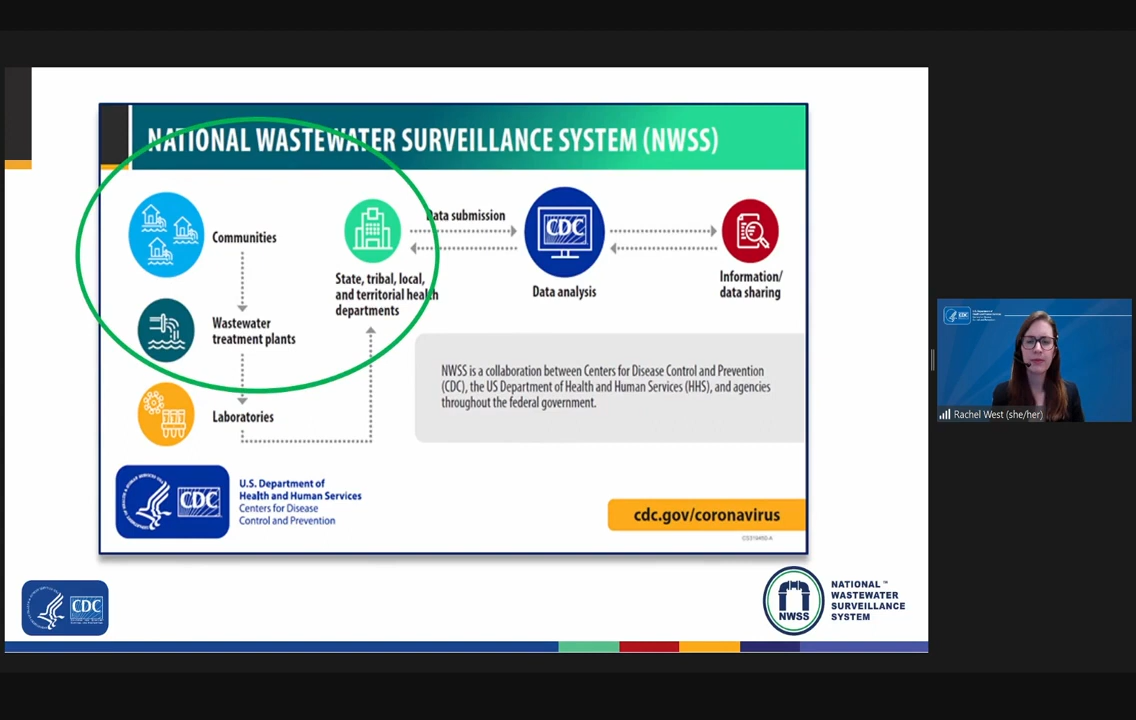 NATIONAL WASTEWATER SURVEILLANCE SYSTEM (NWSS)
Communities
Wastewater
treatment plants
Laboratories
State, tribal, local,
and territorial health
departments
Data submission
CDC
Data analysis
Information/
data sharing
NWSS is a collaboration between Centers for Disease Control and Prevention
(CDC), the US Department of Health and Human Services (HHS), and agencies
throughout the federal government.
CDC
U.S. Department of
Health and Human Services
Centers for Disease
Control and Prevention
cdc.gov/coronavirus
CDC
NWSS
NATIONAL ™
WASTEWATER
SURVEILLANCE
SYSTEM
Rachel West (she/her)